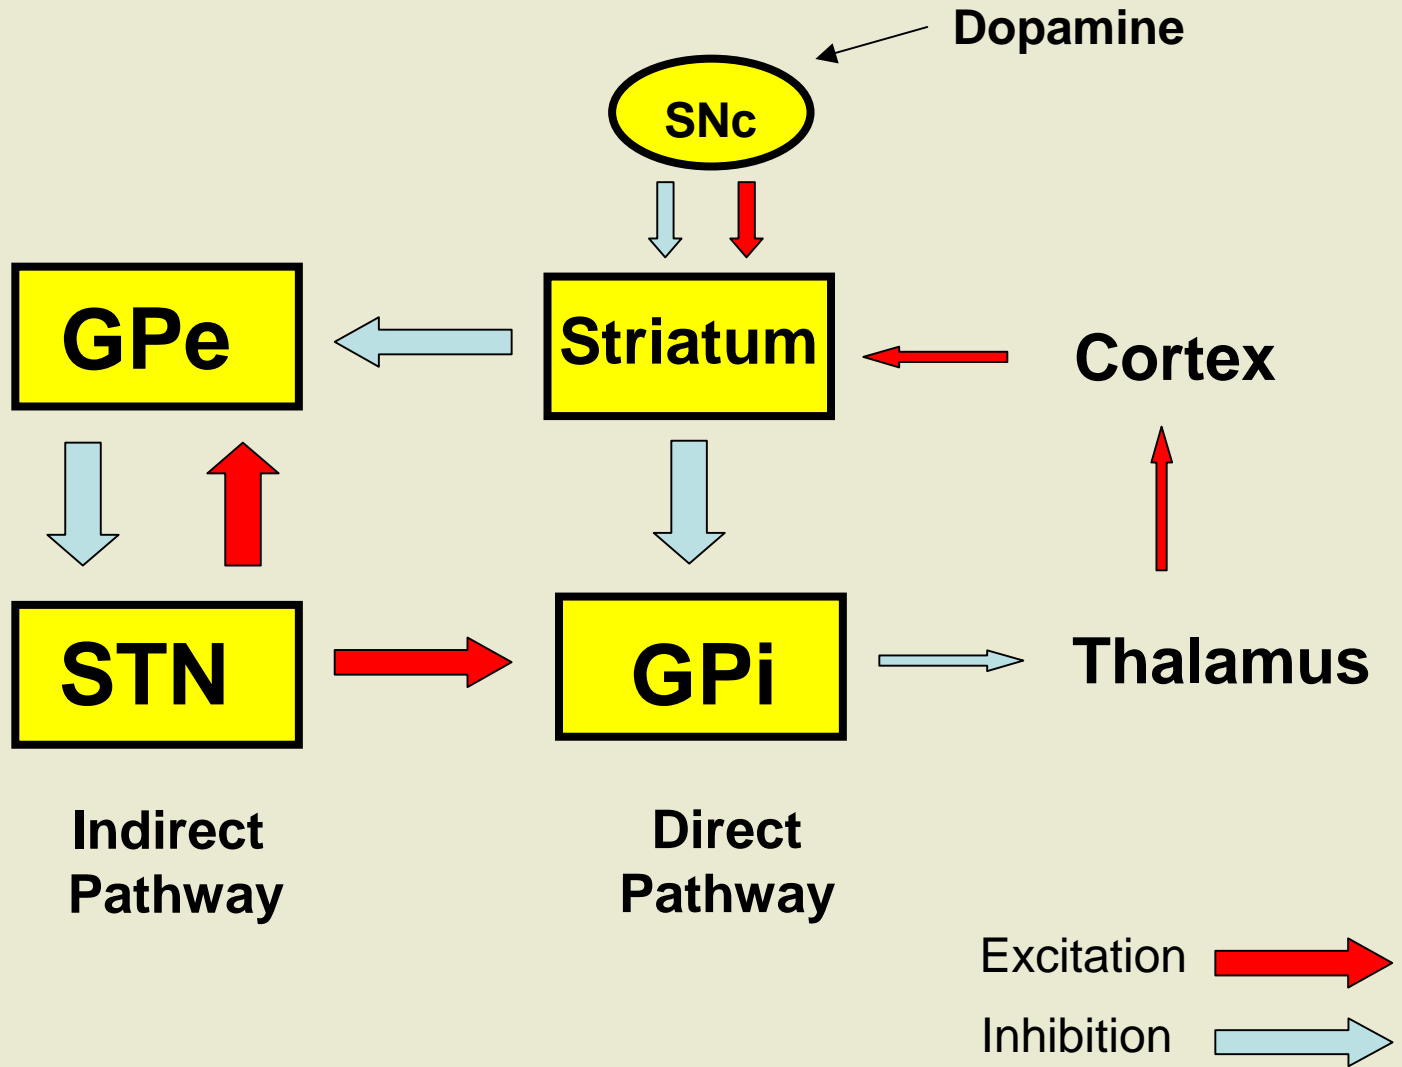 Dopamine
SNc
GPe
Striatum
Cortex
STN
GPi
Thalamus
Indirect
Pathway
Direct
Pathway
Excitation
Inhibition